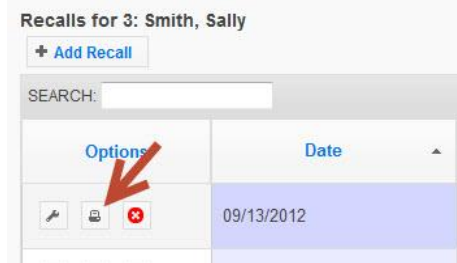 Recalls for 3: Smith, Sally
+ Add Recall
SEARCH:
Options Date
09/13/2012